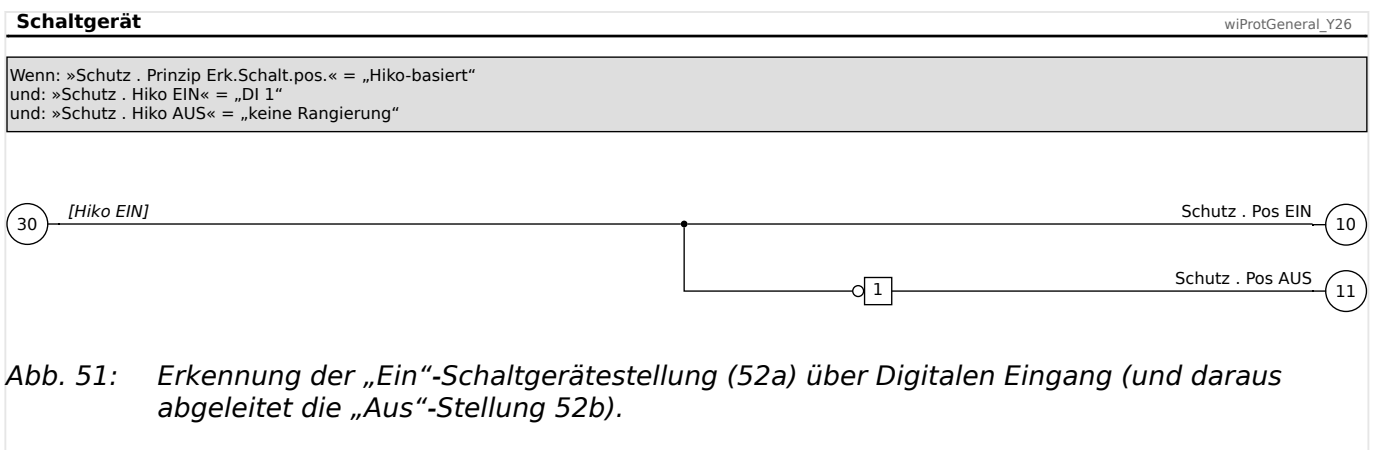 Schaltgerät
wiProtGeneral_Y26
Wenn: »Schutz . Prinzip Erk.Schalt.pos.« = „Hiko-basiert“
und: »Schutz . Hiko EIN« = „DI 1“
und: »Schutz . Hiko AUS« = „keine Rangierung“
30
[Hiko EIN]
Schutz . Pos EIN
10
1
Schutz . Pos AUS
11
Abb. 51: Erkennung der „Ein“-Schaltgerätestellung (52a) über Digitalen Eingang (und daraus
abgeleitet die „Aus“-Stellung 52b).